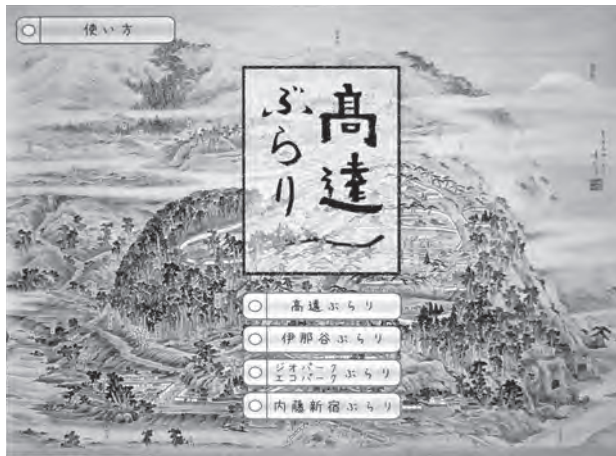 使い方
高遠
ぶらり
高遠ぶらり
伊那谷ぶらり
ジオパーク
エコパーク ぶらり
内藤新宿ぶらり